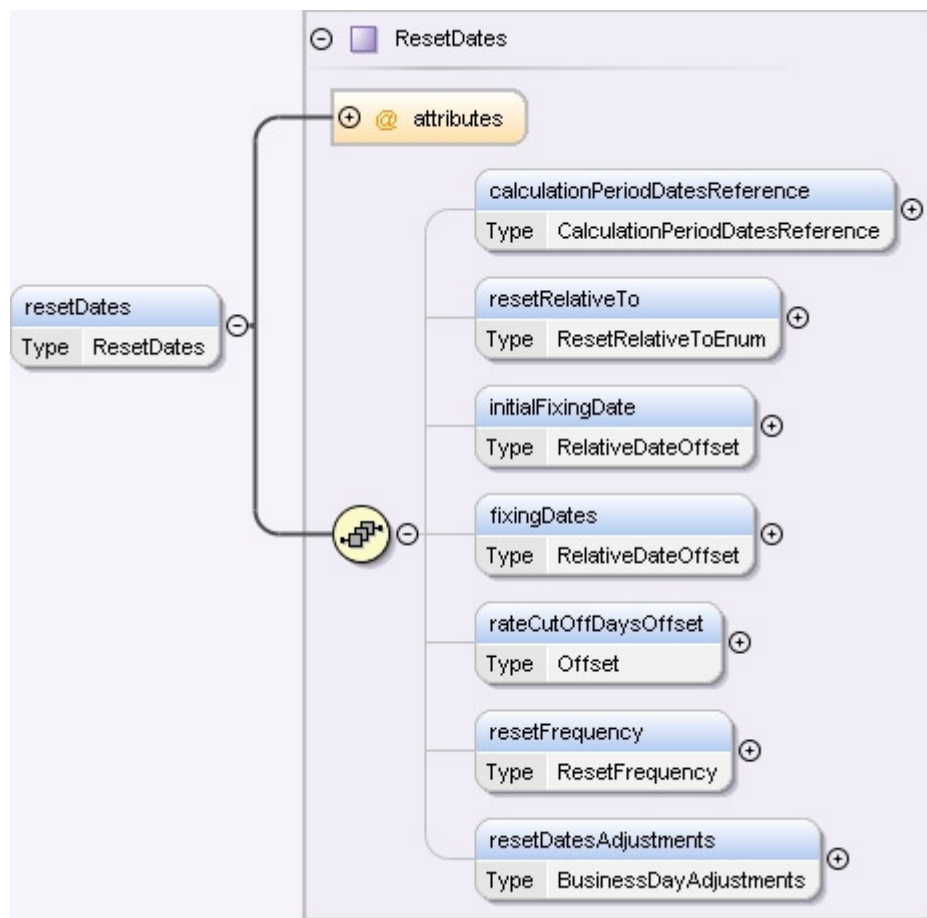 ResetDates
@ attributes
calculationPeriodDatesReference
Type CalculationPeriodDatesReference
resetRelativeTo
Type ResetRelativeToEnum
resetDates
Type ResetDates
initialFixingDate
Type RelativeDateOffset
fixingDates
Type RelativeDateOffset
rateCutOffDaysOffset
Type Offset
resetFrequency
Type ResetFrequency
resetDatesAdjustments
Type BusinessDayAdjustments